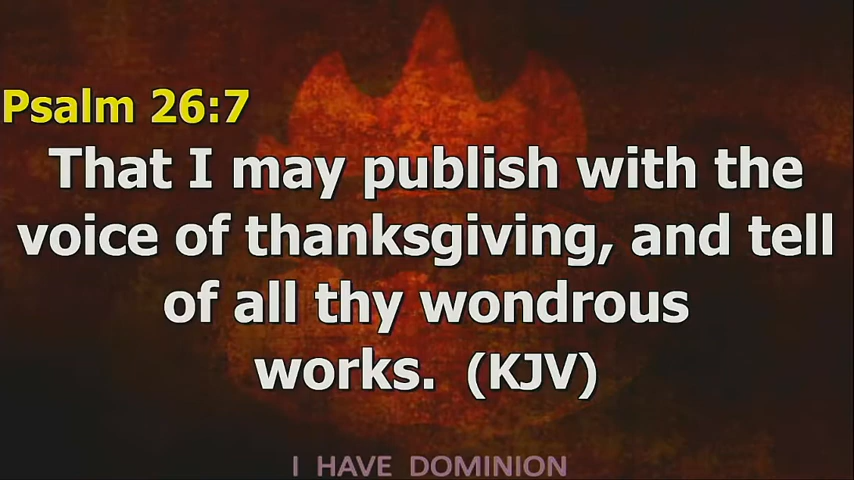 Psalm 26:7
That I may publish with the
voice of thanksgiving, and tell
of all thy wondrous
works. (KJV)
I HAVE DOMINION